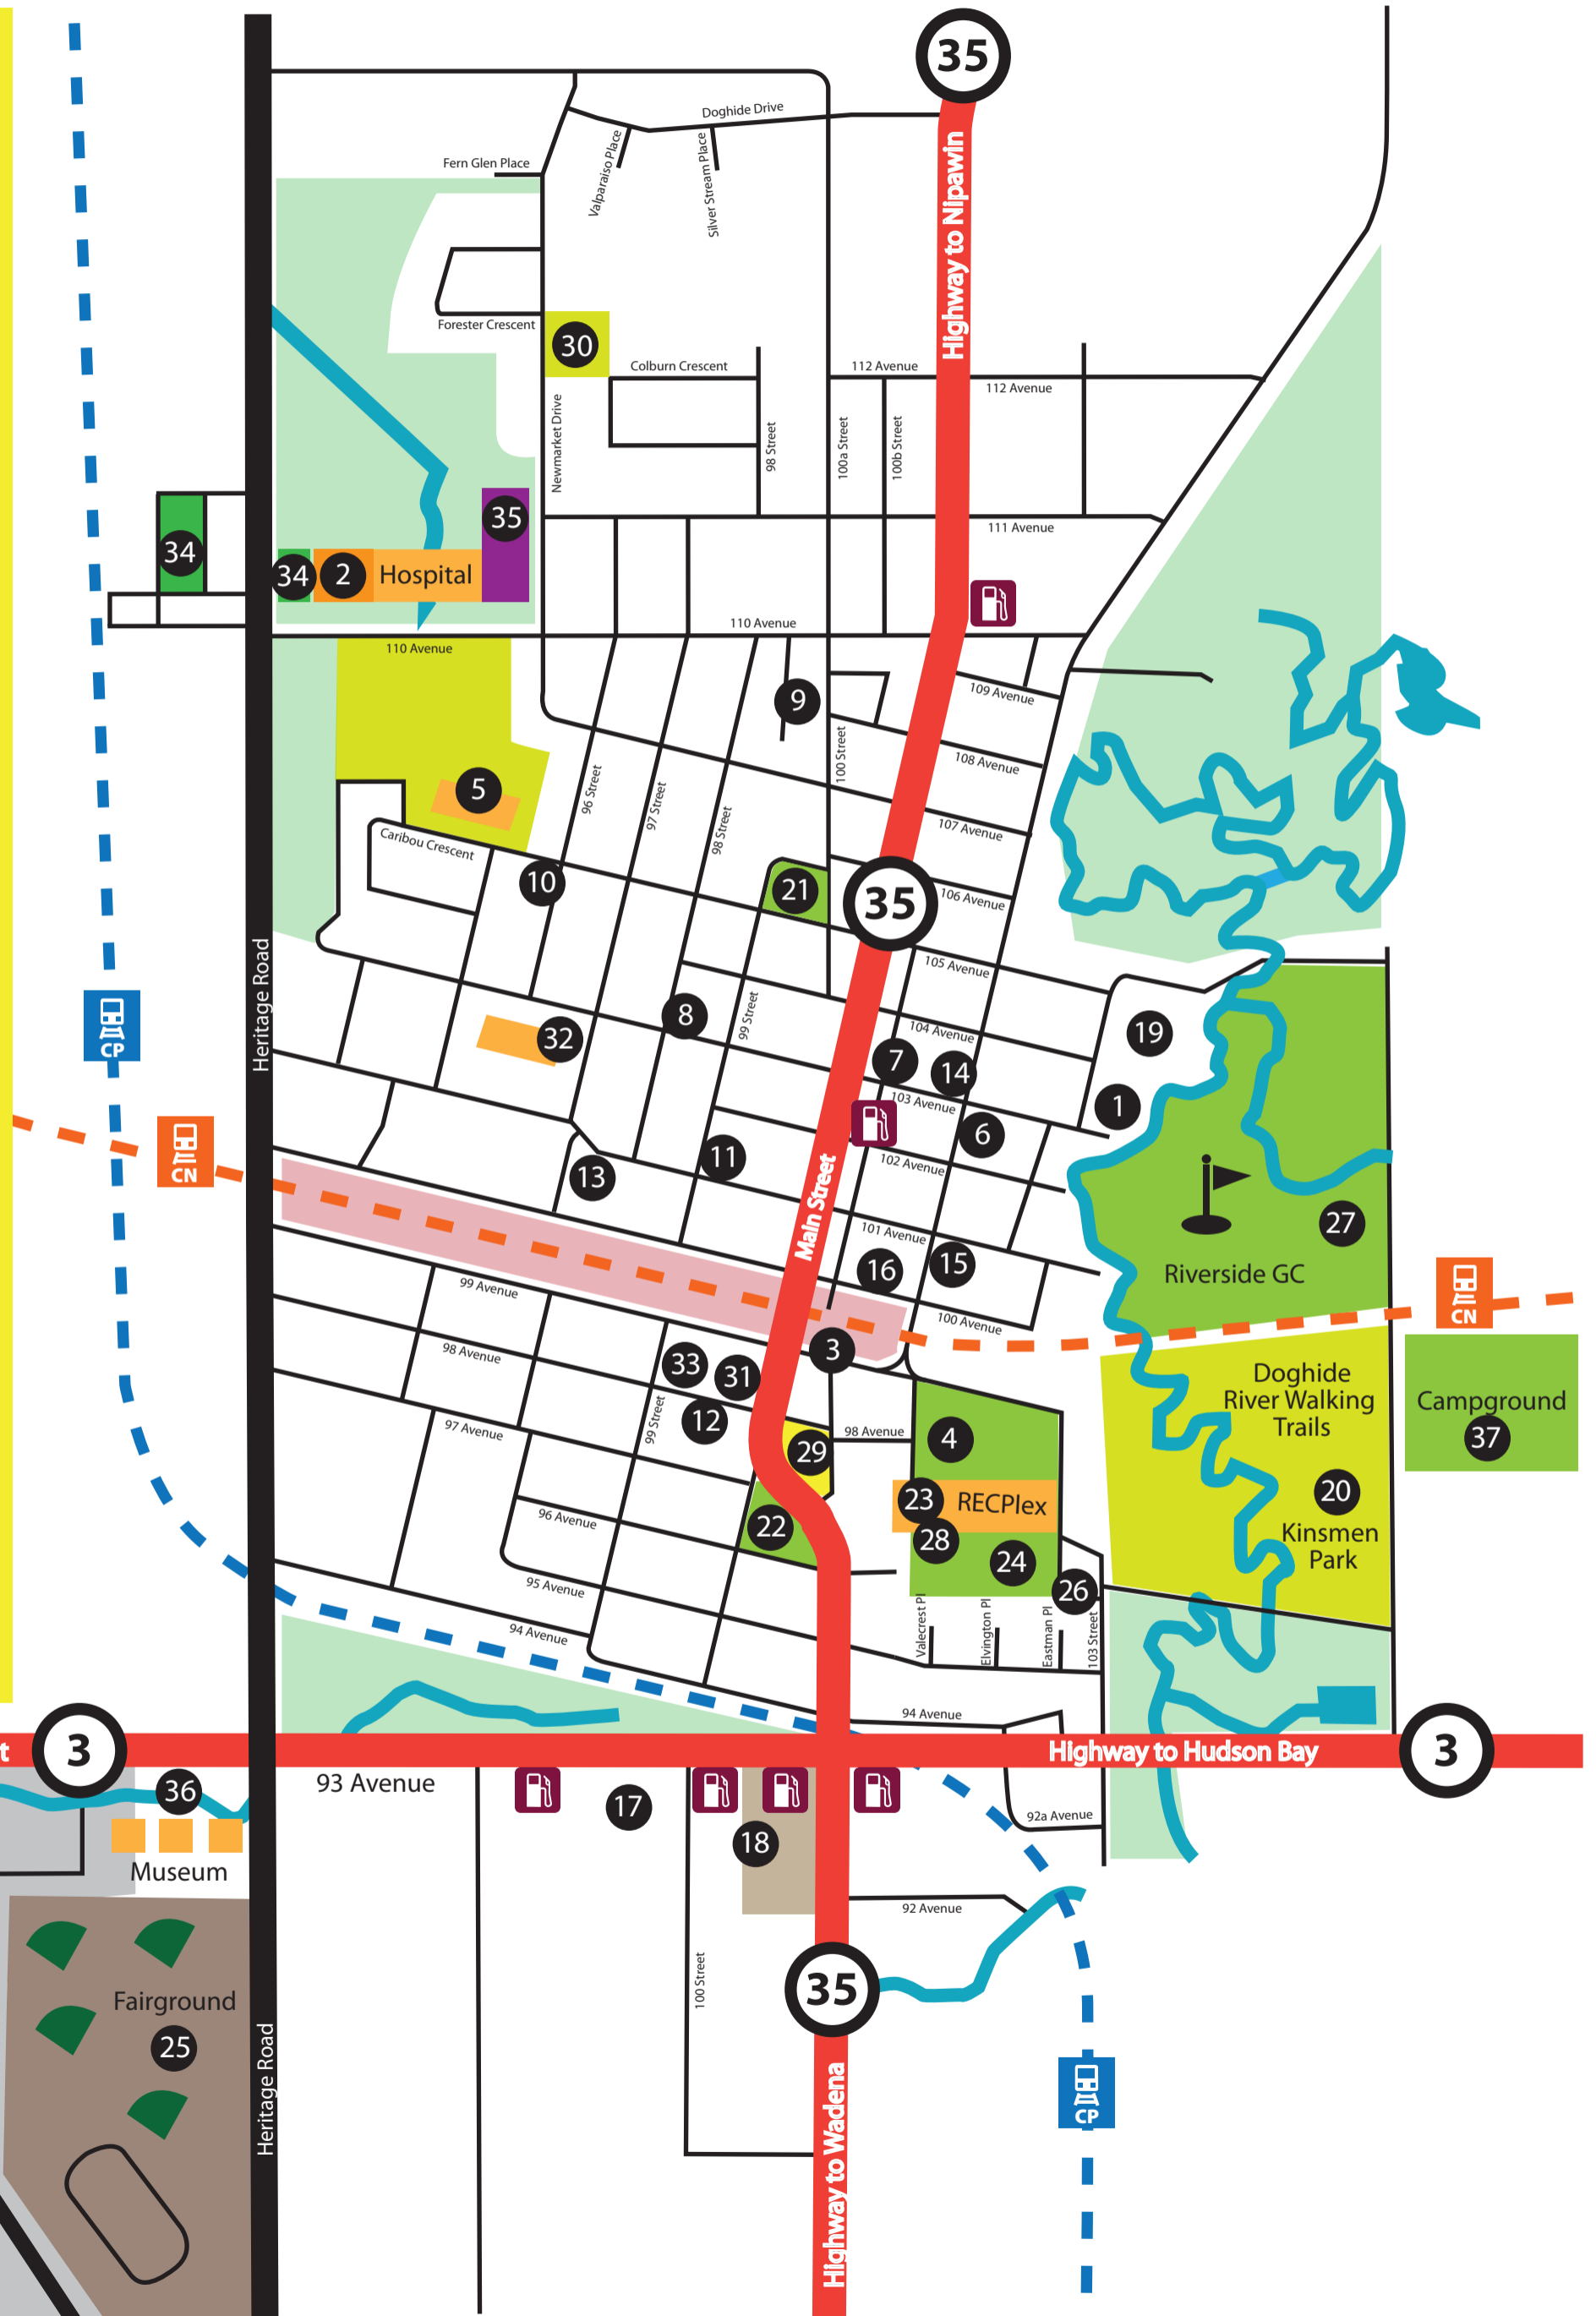 35
Doghide Drive
Valparaiso Place
Silver Stream Place
Fern Glen Place
Highway to Nipawin
Forester Crescent
30
Colburn Crescent
112 Avenue
112 Avenue
Newmarket Drive
98 Street
100a Street
100b Street
35
111 Avenue
34
34
2
Hospital
110 Avenue
110 Avenue
9
109 Avenue
100 Street
108 Avenue
5
96 Street
97 Street
98 Street
107 Avenue
Caribou Crescent
10
21
35
106 Avenue
Heritage Road
105 Avenue
CP
8
99 Street
104 Avenue
19
32
7
14
103 Avenue
1
6
CN
11
102 Avenue
13
Main Street
27
101 Avenue
16
15
Riverside GC
99 Avenue
100 Avenue
CN
98 Avenue
33
31
3
Doghide
River Walking
Trails
Campground
37
97 Avenue
99 Street
12
98 Avenue
29
4
20
Kinsmen
Park
23
RECPlex
96 Avenue
22
28
24
95 Avenue
26
94 Avenue
Valecrest Pl
Elvington Pl
Eastman Pl
103 Street
94 Avenue
t
3
Highway to Hudson Bay
3
36
93 Avenue
17
92a Avenue
18
Museum
92 Avenue
Fairground
25
100 Street
35
Heritage Road
Highway to Wadena
CP